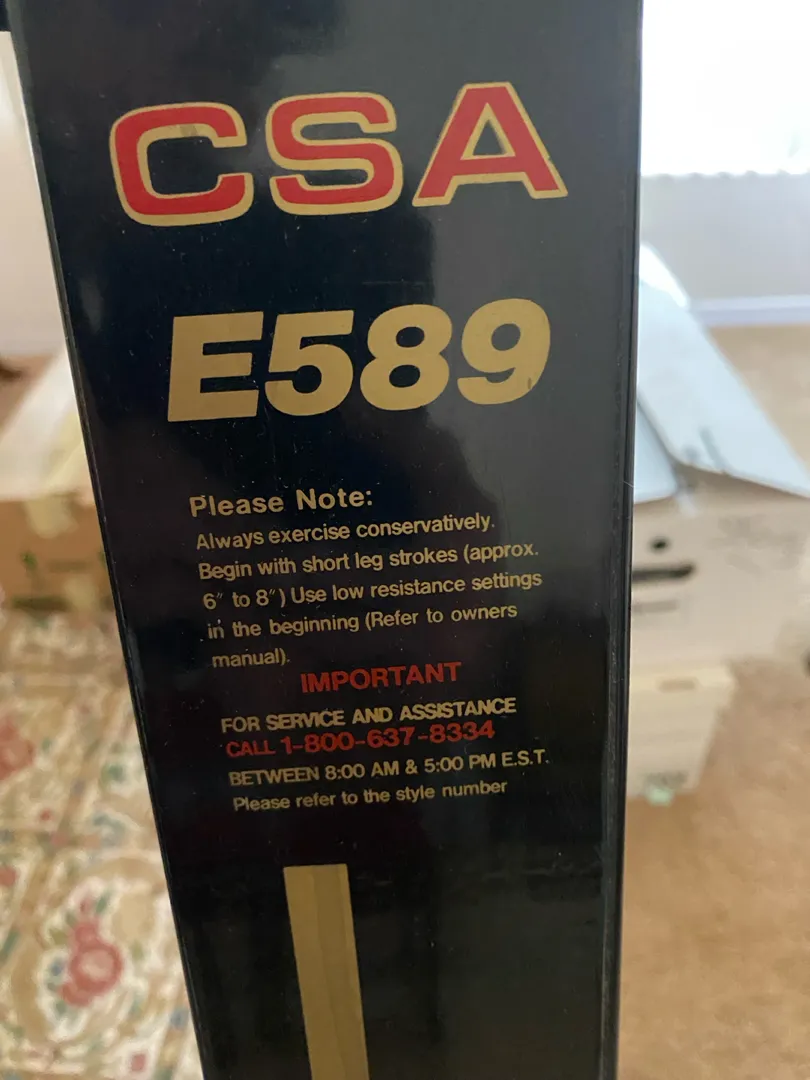 CSA
E589
Please Note:
Always exercise conservatively.
Begin with short leg strokes (approx.
6″ to 8″) Use low resistance settings
in the beginning (Refer to owners
manual).
IMPORTANT
FOR SERVICE AND ASSISTANCE
CALL 1-800-637-8334
BETWEEN 8:00 AM & 5:00 PM E.S.T.
Please refer to the style number